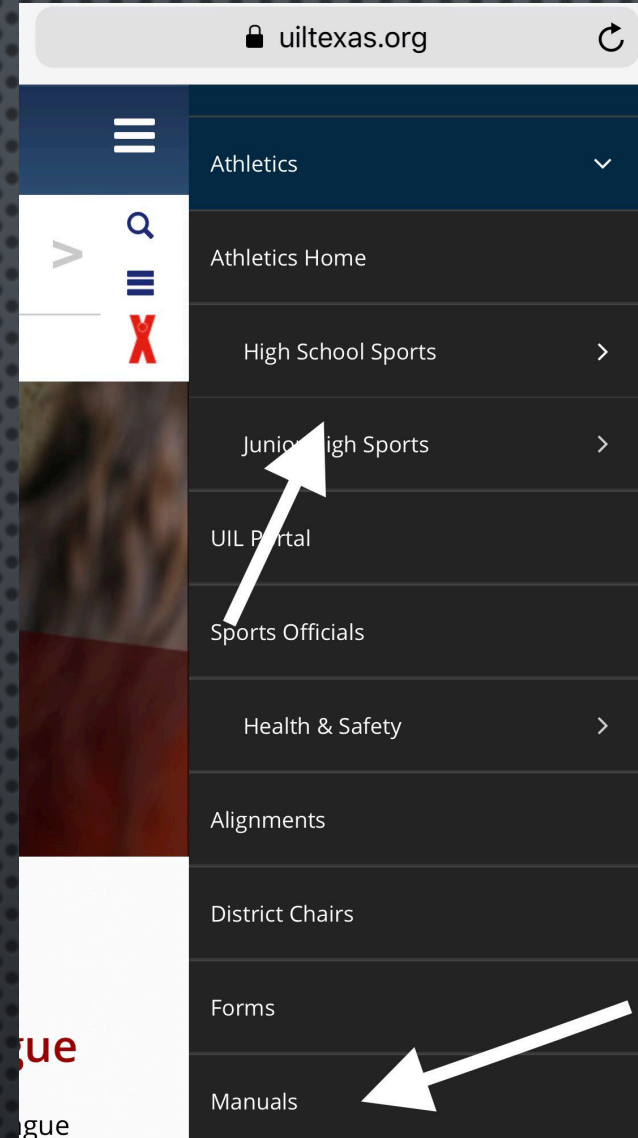 uiltexas.org
Athletics
Athletics Home
High School Sports
Junior High Sports
UIL Portal
Sports Officials
Health & Safety
Alignments
District Chairs
Forms
gue
Manuals
ague